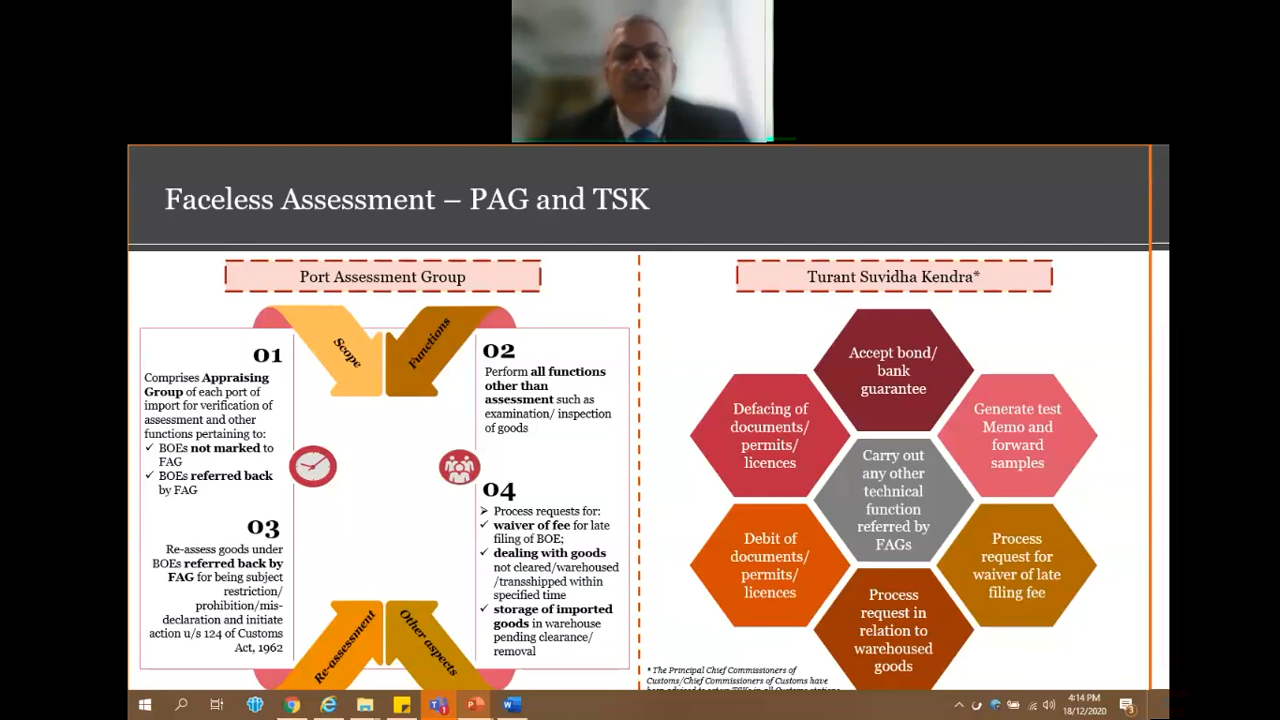 Faceless Assessment – PAG and TSK
Port Assessment Group
Scope
Functions
01
Comprises Appraising
Group of each port of
import for verification of
assessment and other
functions pertaining to:
✓ BOEs not marked to
FAG
✓ BOEs referred back
by FAG
02
Perform all functions
other than
assessment such as
examination/ inspection
of goods
03
Re-assess goods under
BOEs referred back by
FAG for being subject
restriction/
prohibition/mis-
declaration and initiate
action u/s 124 of Customs
Act, 1962
04
➢ Process requests for:
✓ waiver of fee for late
filing of BOE;
✓ dealing with goods
not cleared/warehoused
/transshipped within
specified time
✓ storage of imported
goods in warehouse
pending clearance/
removal
Re-assessment
Other aspects
Turant Suvidha Kendra*
Accept bond/
bank
guarantee
Defacing of
documents/
permits/
licences
Generate test
Memo and
forward
samples
Carry out
any other
technical
function
referred by
FAGs
Debit of
documents/
permits/
licences
Process
request for
waiver of late
filing fee
Process
request in
relation to
warehoused
goods
* The Principal Chief Commissioners of
Customs/Chief Commissioners of Customs have
4:14 PM
18/12/2020